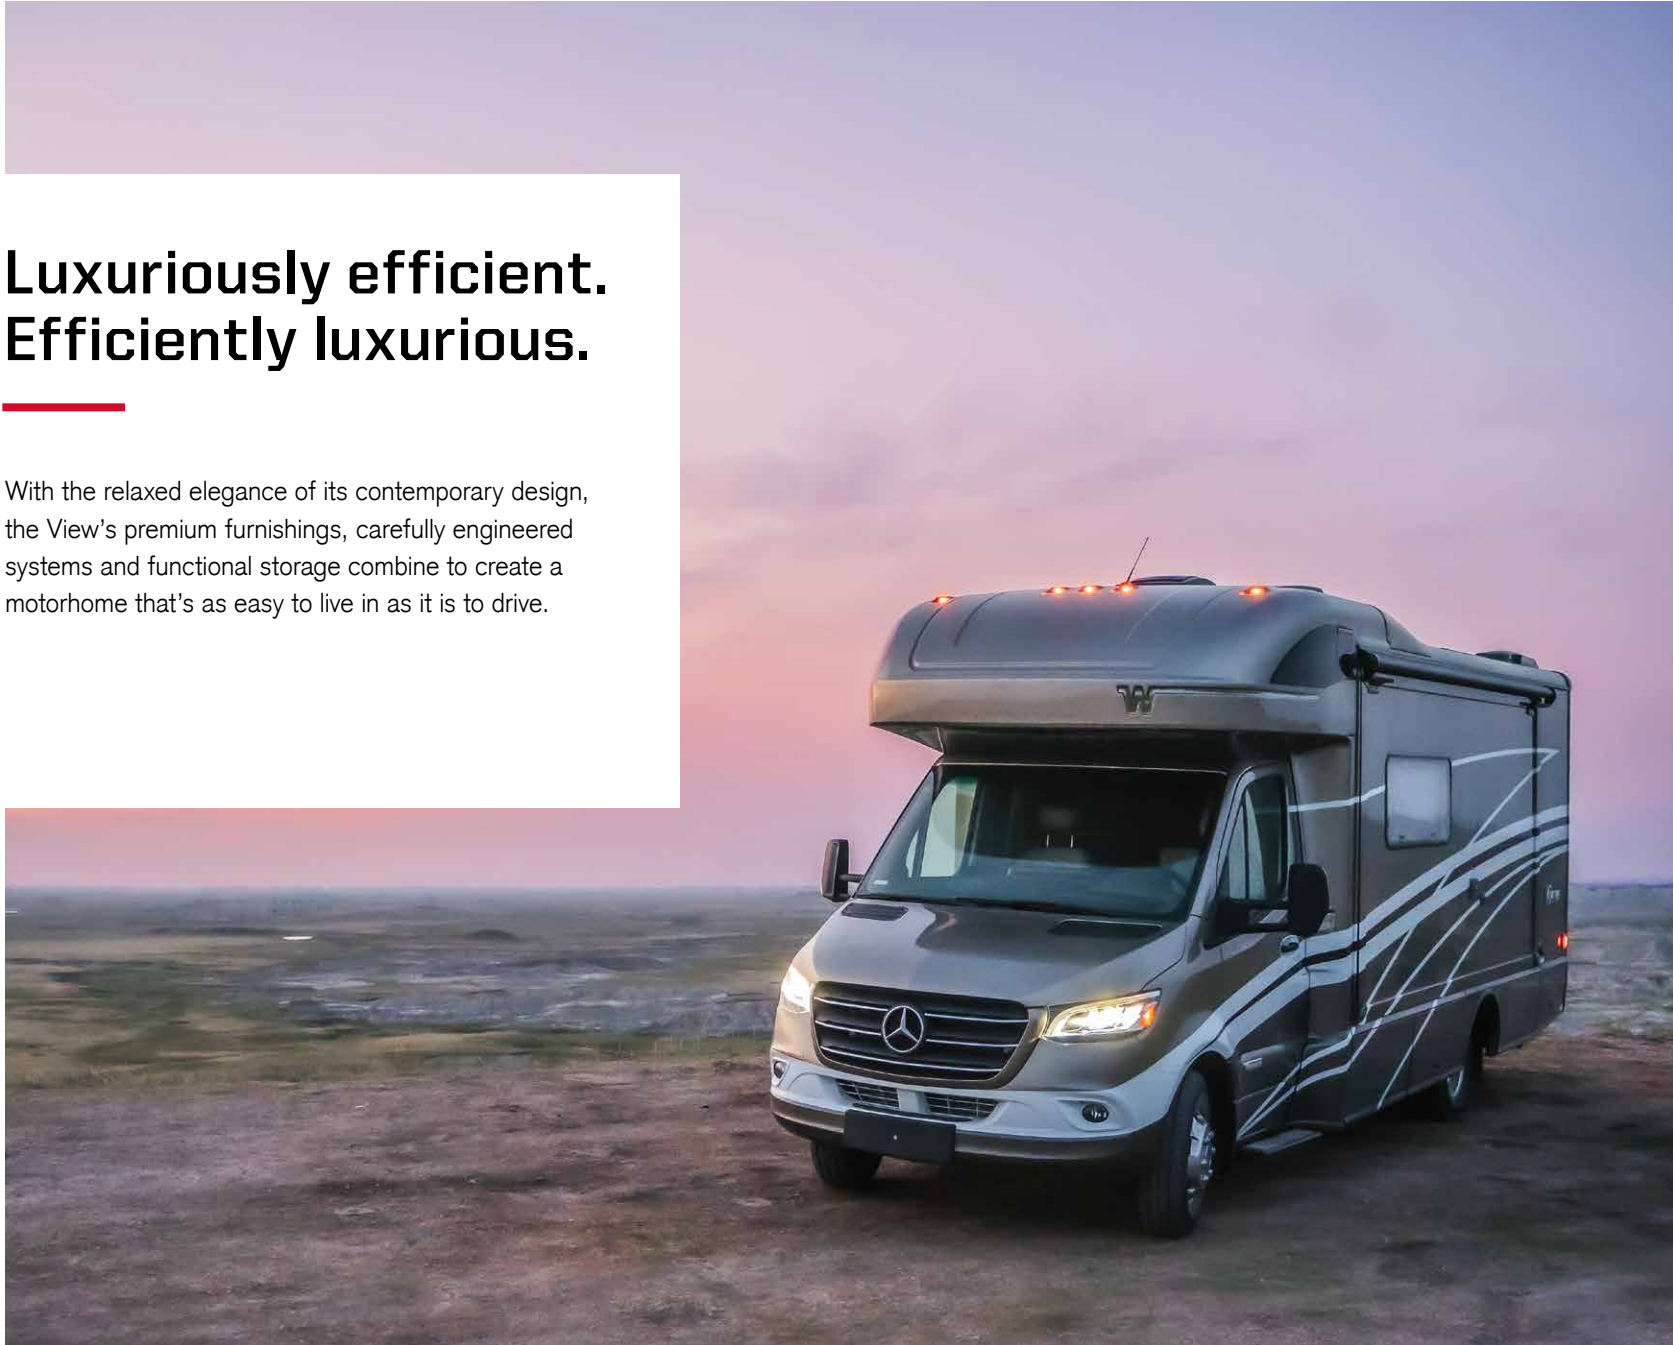 Luxuriously efficient.
Efficiently luxurious.
With the relaxed elegance of its contemporary design,
the View’s premium furnishings, carefully engineered
systems and functional storage combine to create a
motorhome that’s as easy to live in as it is to drive.
W